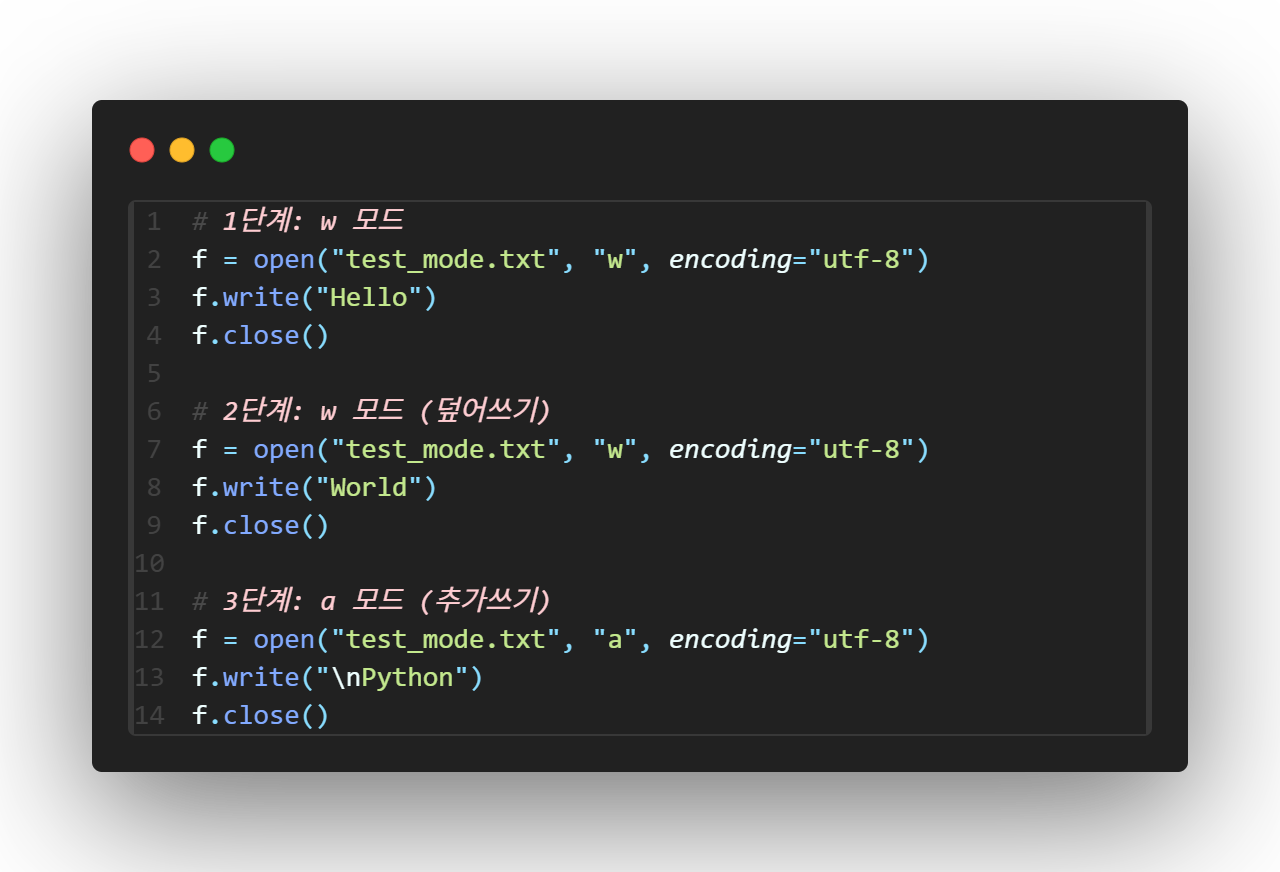 1 # 1단계: w 모드
2 f = open("test_mode.txt", "w", encoding="utf-8")
3 f.write("Hello")
4 f.close()
5
6 # 2단계: w 모드 (덮어쓰기)
7 f = open("test_mode.txt", "w", encoding="utf-8")
8 f.write("World")
9 f.close()
10
11 # 3단계: a 모드 (추가쓰기)
12 f = open("test_mode.txt", "a", encoding="utf-8")
13 f.write("\nPython")
14 f.close()